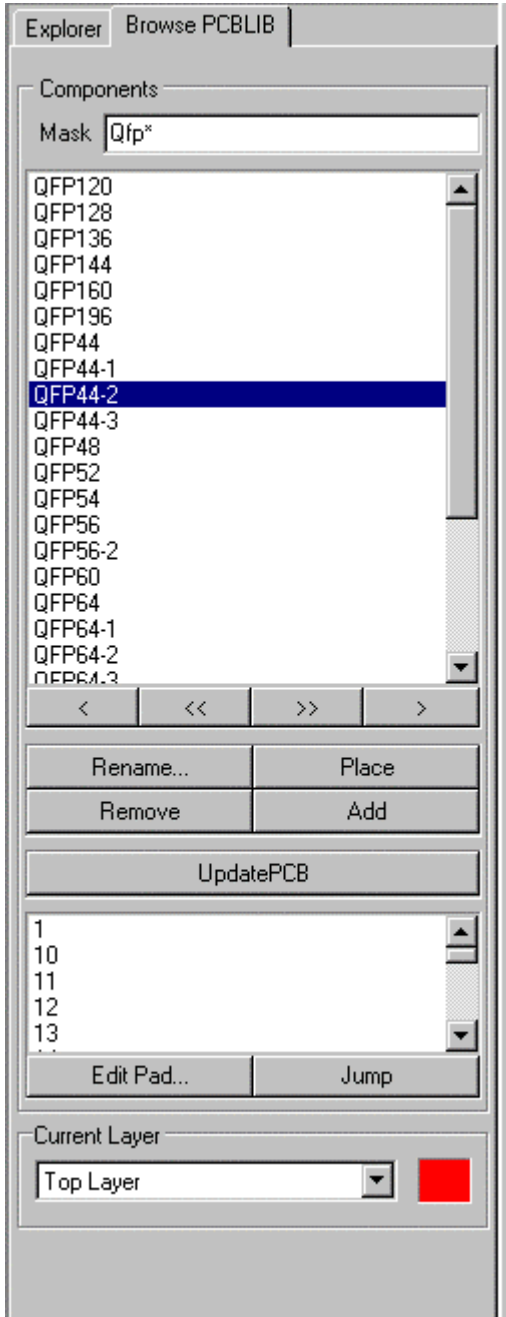 Explorer Browse PCBLIB
Components
Mask Qfp*
QFP120
QFP128
QFP136
QFP144
QFP160
QFP196
QFP44
QFP44-1
QFP44-2
QFP44-3
QFP48
QFP52
QFP54
QFP56
QFP56-2
QFP60
QFP64
QFP64-1
QFP64-2
QFP64-3
< << >> >
Rename... Place
Remove Add
UpdatePCB
1
10
11
12
13
Edit Pad... Jump
Current Layer
Top Layer